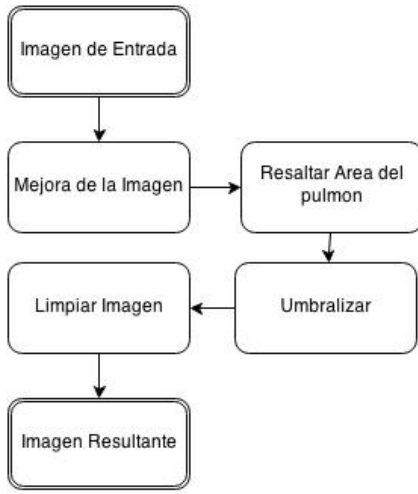 Imagen de Entrada
Mejora de la Imagen
Resaltar Area del
pulmon
Umbralizar
Limpiar Imagen
Imagen Resultante